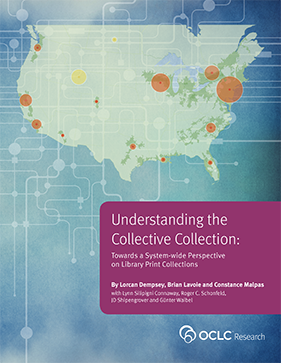 Understanding the
Collective Collection:
Towards a System-wide Perspective
on Library Print Collections
By Lorcan Dempsey, Brian Lavoie and Constance Malpas
with Lynn Silipigni Connaway, Roger C. Schonfeld,
JD Shipengrover and Günter Waibel
OCLC Research